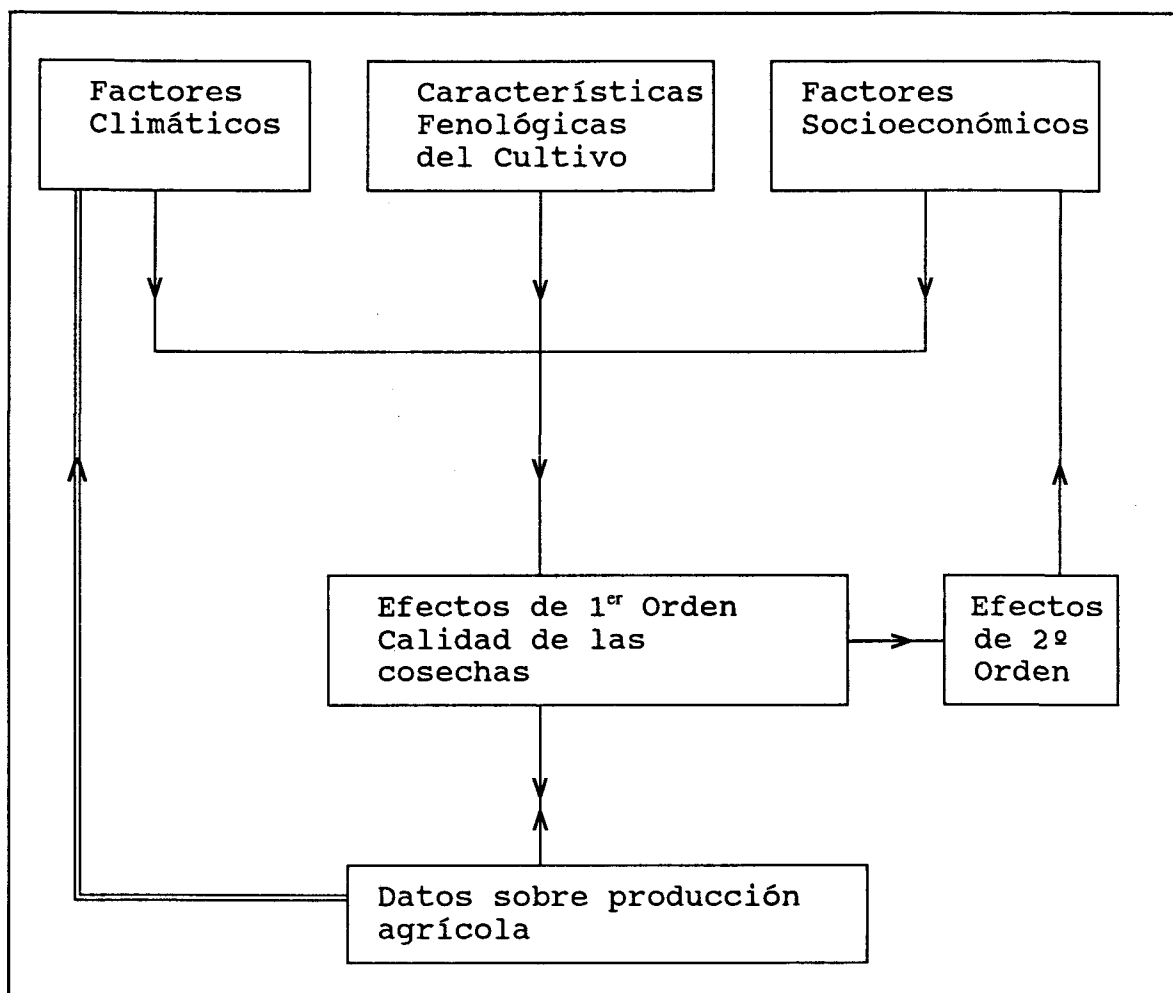 Factores
Climáticos
Características
Fenológicas
del Cultivo
Factores
Socioeconómicos
Efectos de 1er Orden
Calidad de las
cosechas
Efectos
de 2º
Orden
Datos sobre producción
agrícola